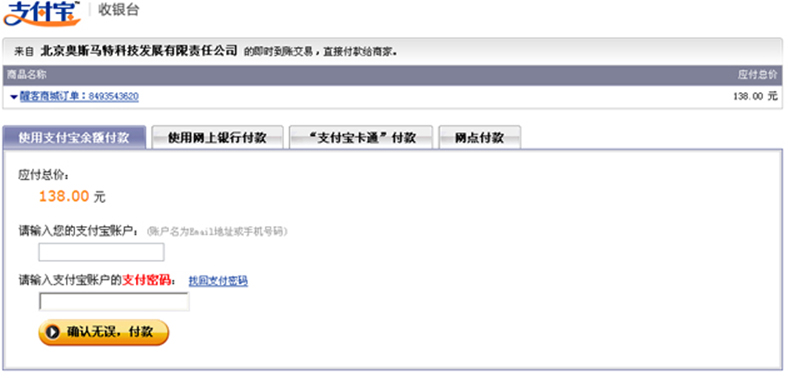 支付宝 收银台
来自 北京奥斯马特科技发展有限责任公司 的即时到账交易，直接付款给商家。
商品名称 应付总价
醒客商城订单：8493543620 138.00 元
使用支付宝余额付款 使用网上银行付款 “支付宝卡通”付款 网点付款
应付总价：
138.00 元
请输入您的支付宝账户： (账户名为Email地址或手机号码)
请输入支付宝账户的支付密码： 找回支付密码
确认无误，付款